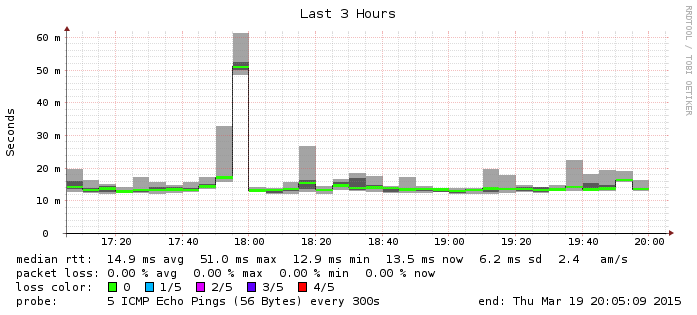 Last 3 Hours
RRDTOOL / TOBI OETIKER
Seconds
60 m
50 m
40 m
30 m
20 m
10 m
0
17:20 17:40 18:00 18:20 18:40 19:00 19:20 19:40 20:00
median rtt: 14.9 ms avg 51.0 ms max 12.9 ms min 13.5 ms now 6.2 ms sd 2.4 am/s
packet loss: 0.00 % avg 0.00 % max 0.00 % min 0.00 % now
loss color: 0 1/5 2/5 3/5 4/5
probe: 5 ICMP Echo Pings (56 Bytes) every 300s end: Thu Mar 19 20:05:09 2015